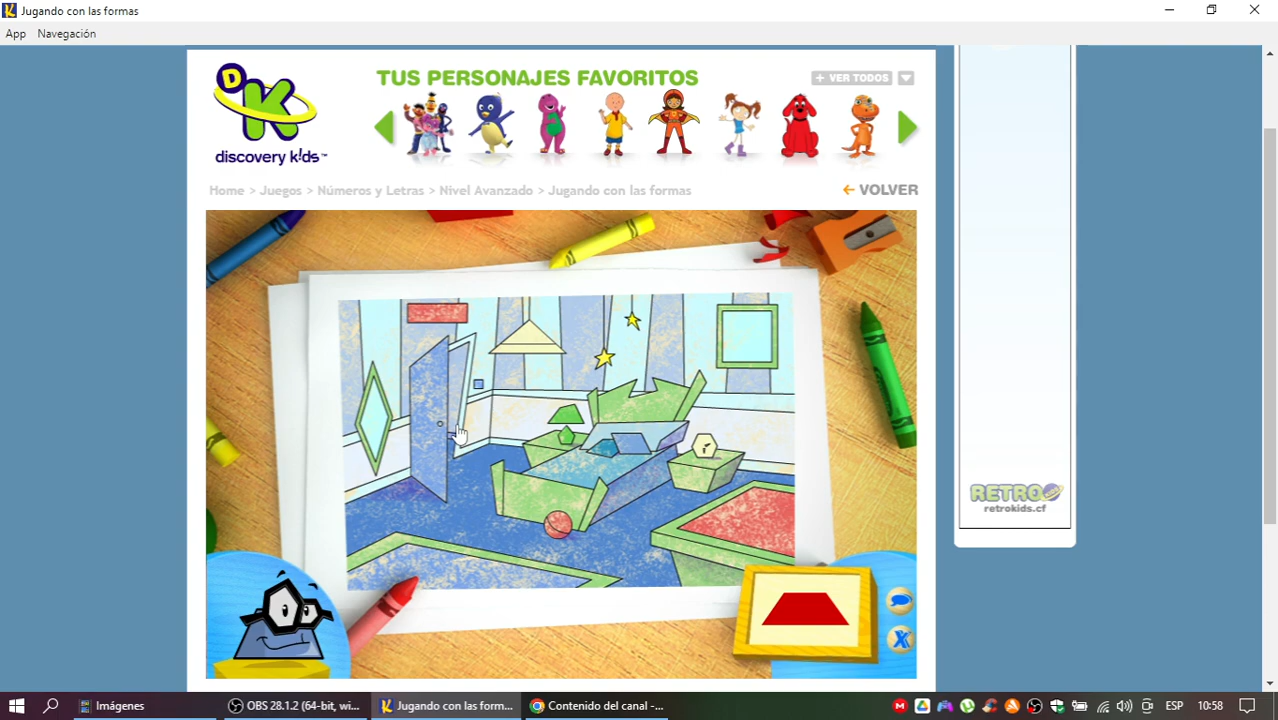 Jugando con las formas
App Navegación
DK
discovery k!ds™
TUS PERSONAJES FAVORITOS
+ VER TODOS
Home > Juegos > Números y Letras > Nivel Avanzado > Jugando con las formas
← VOLVER
RETRO
retrokids.cf
X
Imágenes
OBS 28.1.2 (64-bit, wi...
Jugando con las form...
Contenido del canal -...
ESP
10:58